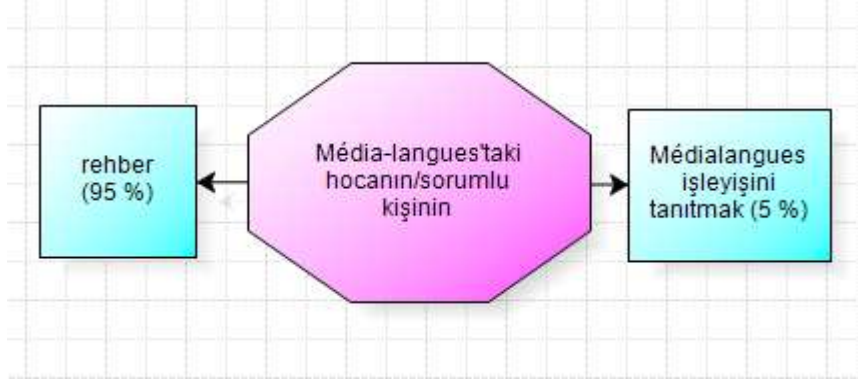 rehber
(95 %)
Média-langues'taki
hocanın/sorumlu
kişinin
Médialangues
işleyişini
tanıtmak (5 %)